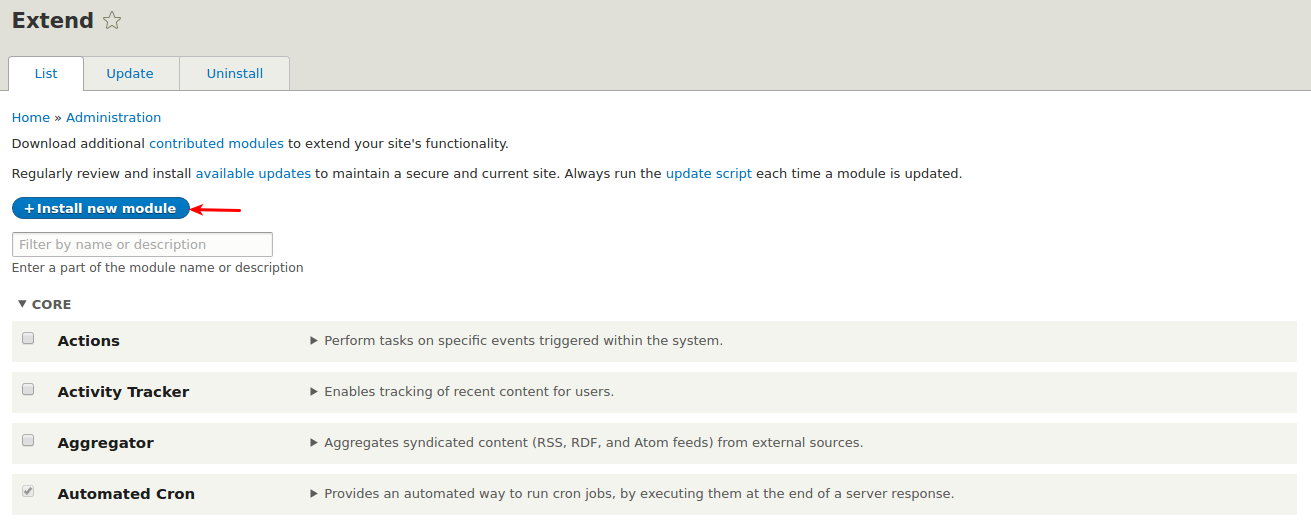 Extend
List Update Uninstall
Home » Administration
Download additional contributed modules to extend your site's functionality.
Regularly review and install available updates to maintain a secure and current site. Always run the update script each time a module is updated.
+ Install new module
Filter by name or description
Enter a part of the module name or description
▼ CORE
Actions ▶ Perform tasks on specific events triggered within the system.
Activity Tracker ▶ Enables tracking of recent content for users.
Aggregator ▶ Aggregates syndicated content (RSS, RDF, and Atom feeds) from external sources.
Automated Cron ▶ Provides an automated way to run cron jobs, by executing them at the end of a server response.